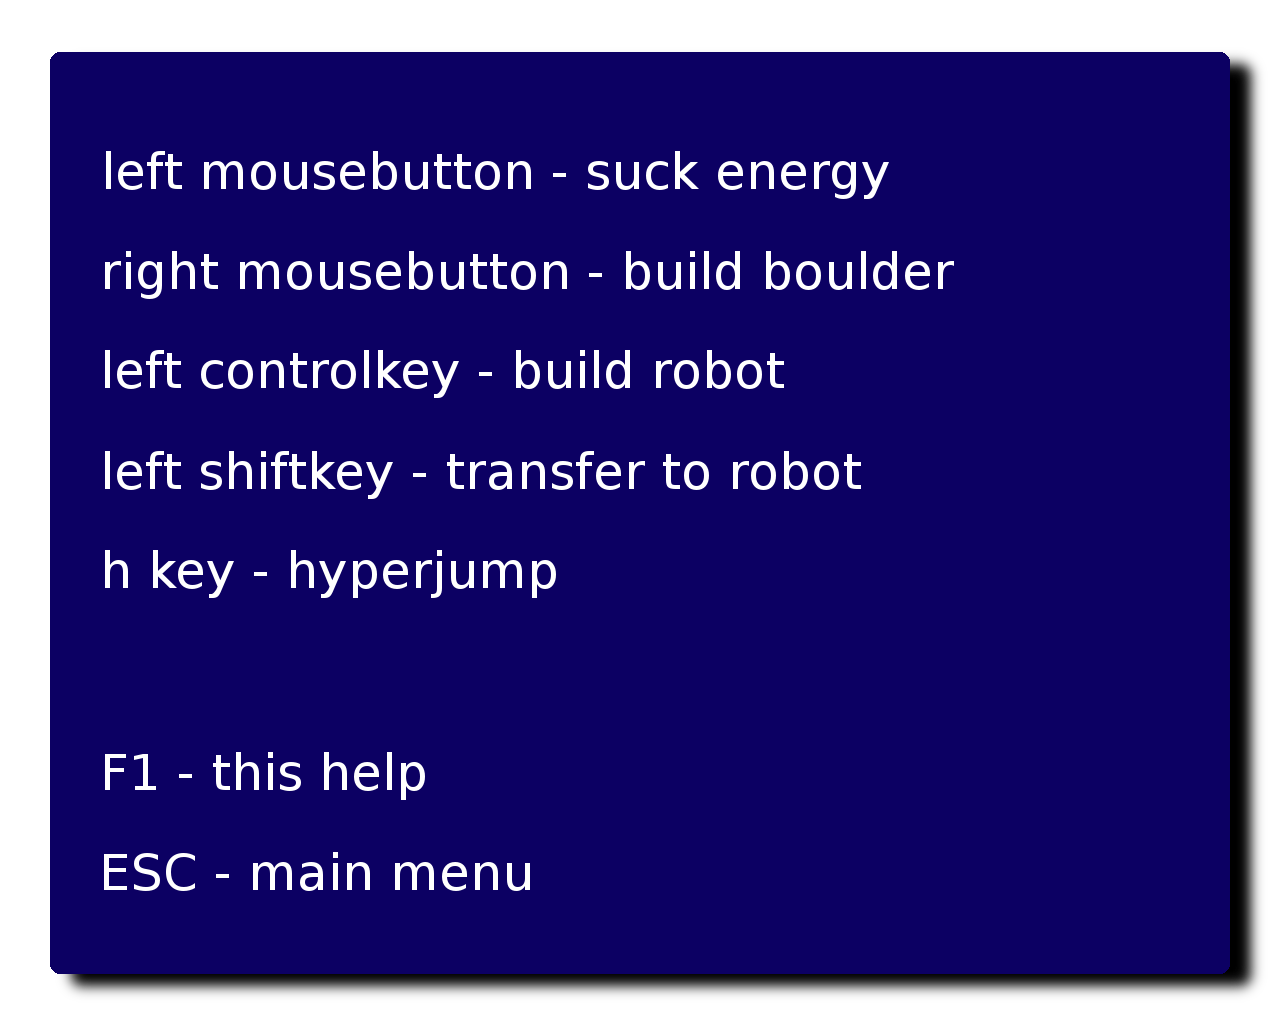 left mousebutton - suck energy
right mousebutton - build boulder
left controlkey - build robot
left shiftkey - transfer to robot
h key - hyperjump
F1 - this help
ESC - main menu